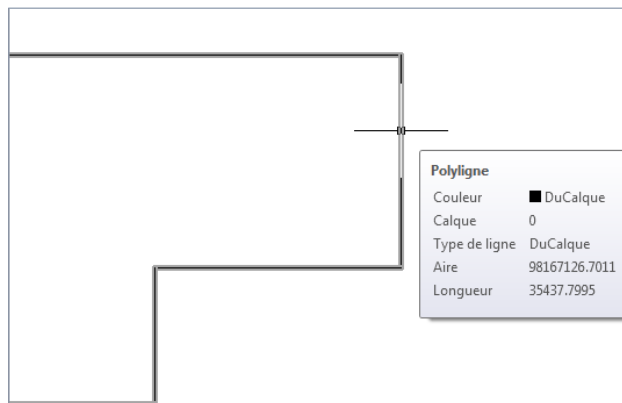 Polyligne
Couleur DuCalque
Calque 0
Type de ligne DuCalque
Aire 98167126.7011
Longueur 35437.7995